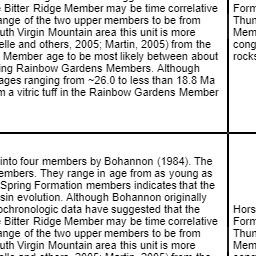 Bitter Ridge Member may be time correlative
ange of the two upper members to be from
uth Virgin Mountain area this unit is more
elle and others, 2005; Martin, 2005) from the
Member age to be most likely between about
ing Rainbow Gardens Members. Although
ages ranging from ~26.0 to less than 18.8 Ma
m a vitric tuff in the Rainbow Gardens Member
Form
Thum
Mem
cong
rocks
into four members by Bohannon (1984). The
embers. They range in age from as young as
Spring Formation members indicates that the
sin evolution. Although Bohannon originally
ochronologic data have suggested that the
Bitter Ridge Member may be time correlative
ange of the two upper members to be from
uth Virgin Mountain area this unit is more
Hors
Form
Thum
Mem